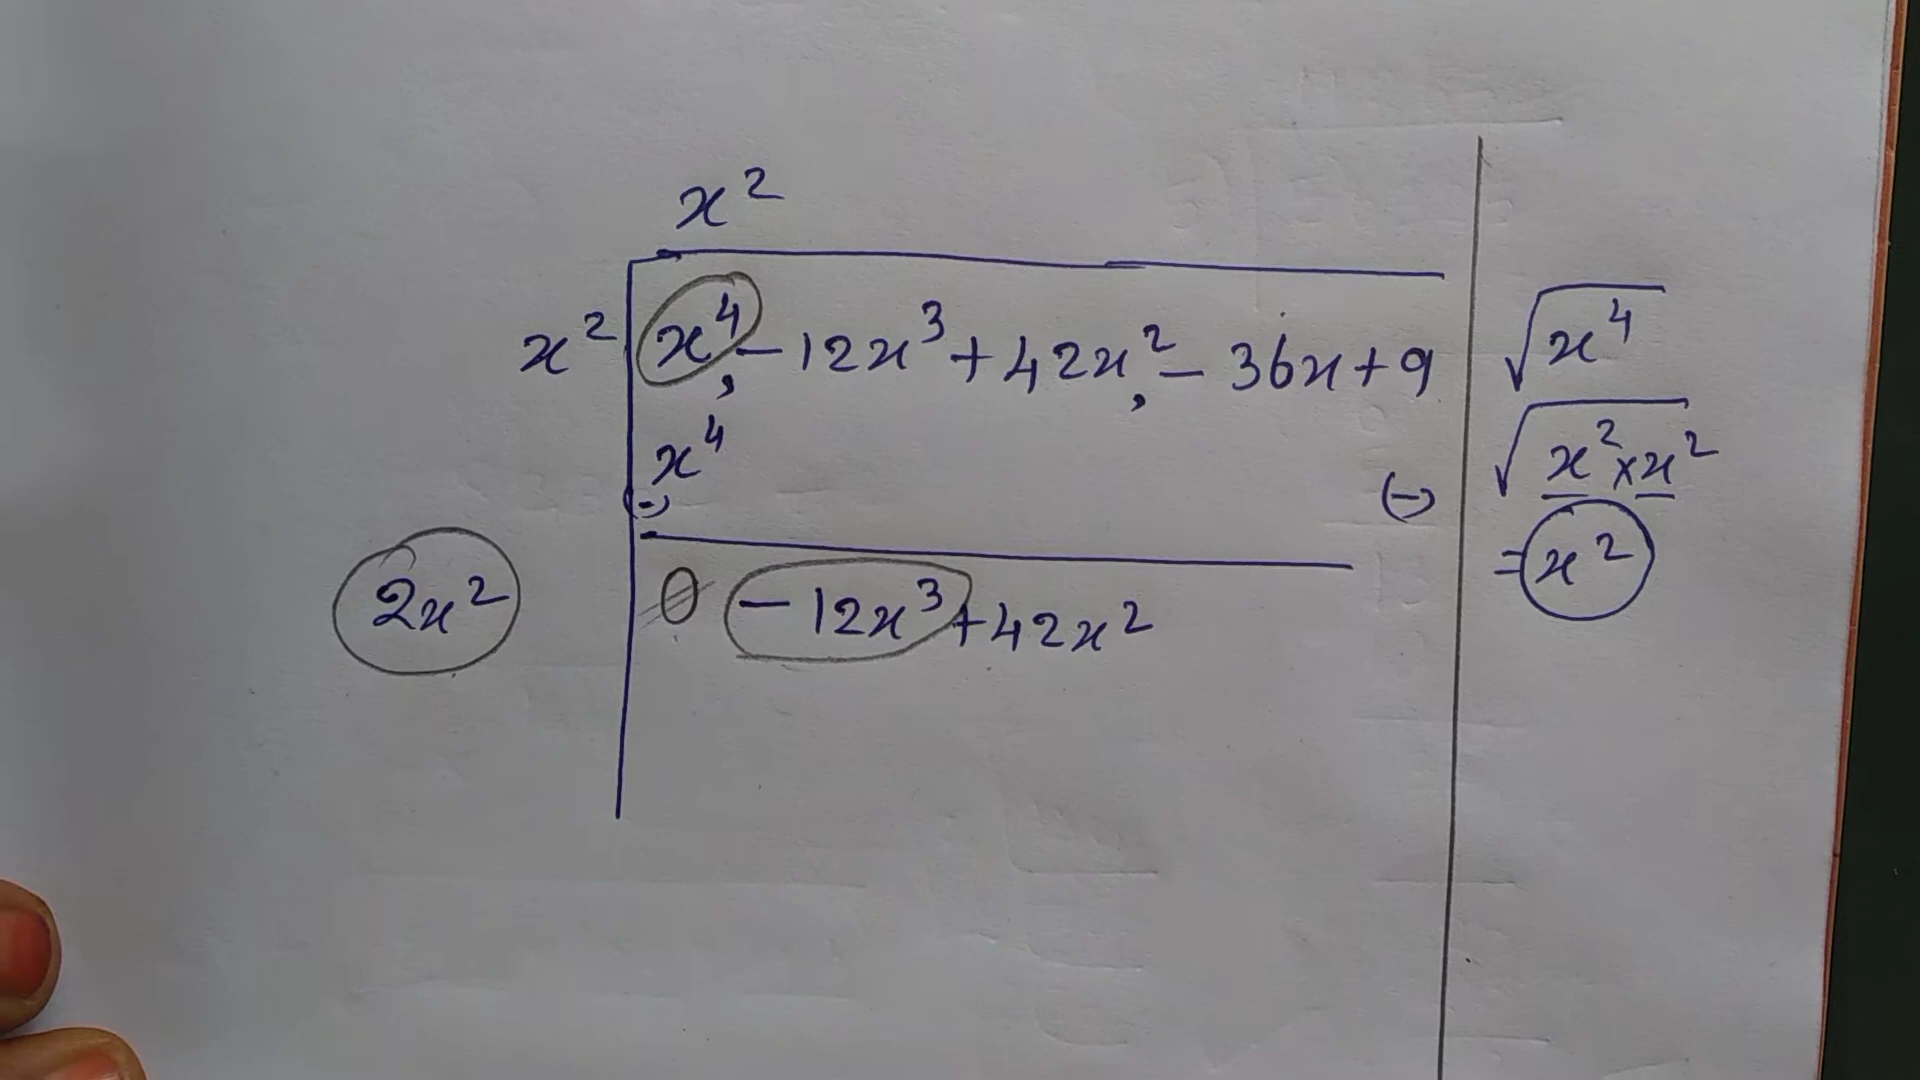 x²
x² x⁴ - 12x³ + 42x² - 36x + 9
x⁴
(-) (-)
2x² 0 - 12x³ + 42x²
√x⁴
√x² × x²
= x²